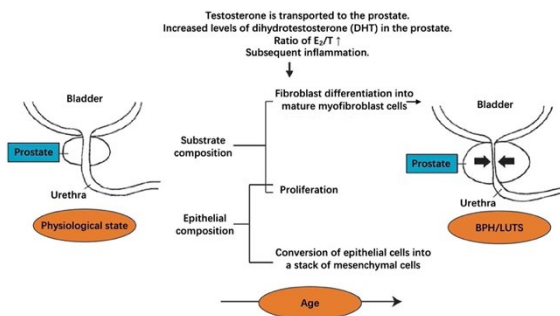 Testosterone is transported to the prostate.
Increased levels of dihydrotestosterone (DHT) in the prostate.
Ratio of E₂/T ↑
Subsequent inflammation.
Fibroblast differentiation into
mature myofibroblast cells
Bladder
Prostate
Urethra
Physiological state
Substrate
composition
Proliferation
Epithelial
composition
Conversion of epithelial cells into
a stack of mesenchymal cells
Bladder
Prostate
Urethra
BPH/LUTS
Age